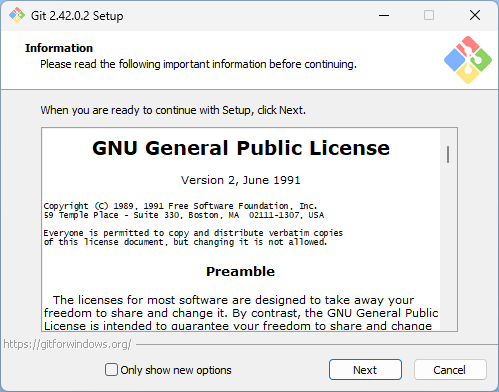 Git 2.42.0.2 Setup
Information
Please read the following important information before continuing.
When you are ready to continue with Setup, click Next.
GNU General Public License
Version 2, June 1991
Copyright (C) 1989, 1991 Free Software Foundation, Inc.
59 Temple Place - Suite 330, Boston, MA  02111-1307, USA
Everyone is permitted to copy and distribute verbatim copies
of this license document, but changing it is not allowed.
Preamble
The licenses for most software are designed to take away your
freedom to share and change it. By contrast, the GNU General Public
License is intended to guarantee your freedom to share and change
https://gitforwindows.org/
Only show new options
Next
Cancel